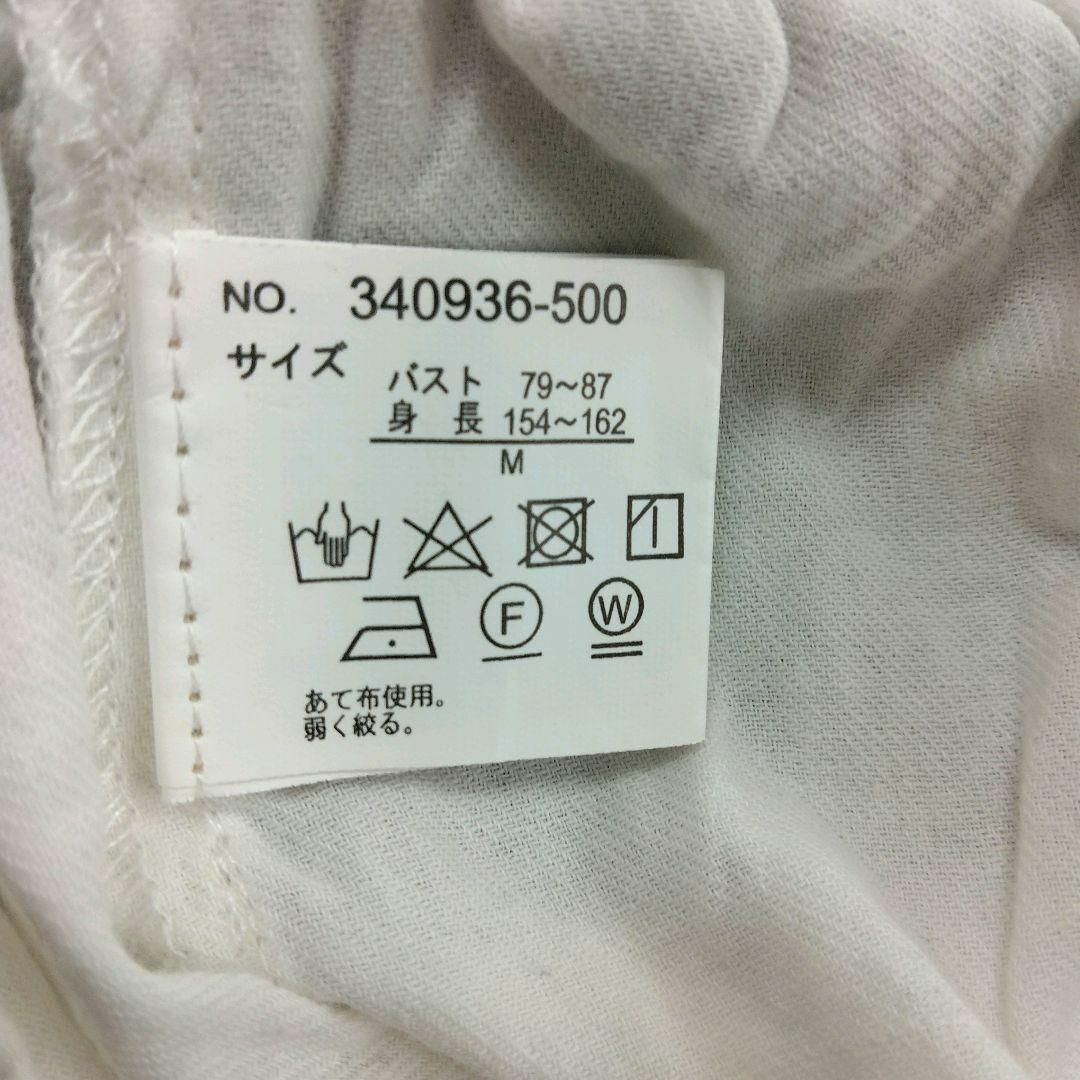 NO. 340936-500
サイズ
バスト 79～87
身 長 154～162
M
F W
あて布使用。
弱く絞る。